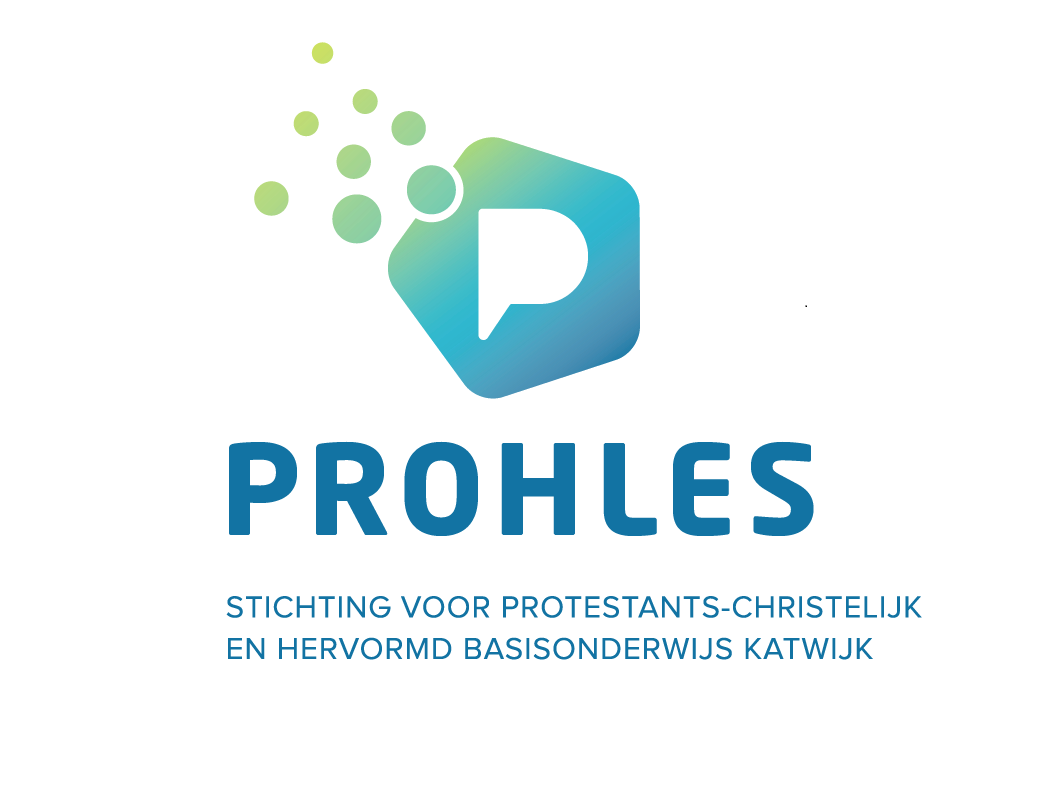 P
PROHLES
STICHTING VOOR PROTESTANTS-CHRISTELIJK
EN HERVORMD BASISONDERWIJS KATWIJK